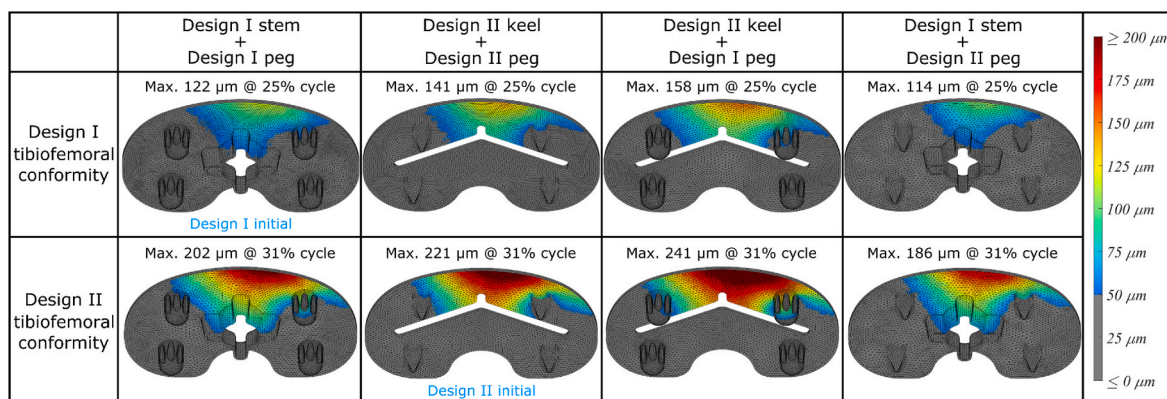 Design I stem
+
Design I peg
Design II keel
+
Design II peg
Design II keel
+
Design I peg
Design I stem
+
Design II peg
Design I
tibiofemoral
conformity
Max. 122 µm @ 25% cycle
Max. 141 µm @ 25% cycle
Max. 158 µm @ 25% cycle
Max. 114 µm @ 25% cycle
Design I initial
Design II
tibiofemoral
conformity
Max. 202 µm @ 31% cycle
Max. 221 µm @ 31% cycle
Max. 241 µm @ 31% cycle
Max. 186 µm @ 31% cycle
Design II initial
≥ 200 µm
175 µm
150 µm
125 µm
100 µm
75 µm
50 µm
25 µm
≤ 0 µm